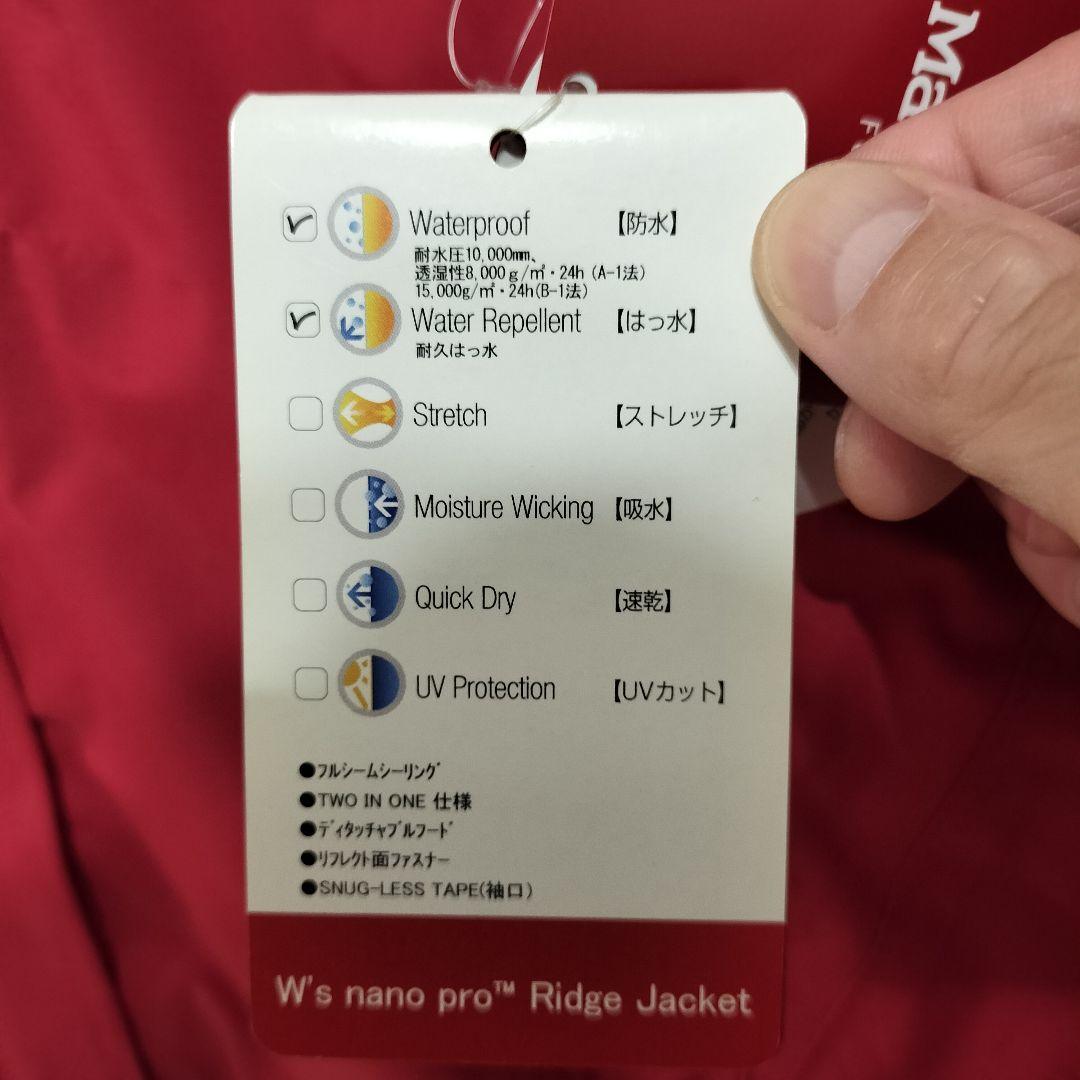 Ma
Waterproof 【防水】
耐水圧10,000mm、
透湿性8,000g/㎡・24h (A-1法)
15,000g/㎡・24h(B-1法)
Water Repellent 【はっ水】
耐久はっ水
Stretch 【ストレッチ】
Moisture Wicking 【吸水】
Quick Dry 【速乾】
UV Protection 【UVカット】
●フルシームシーリング
●TWO IN ONE 仕様
●ディタッチャブルフード
●リフレクト面ファスナー
●SNUG-LESS TAPE(袖口)
W's nano pro™ Ridge Jacket